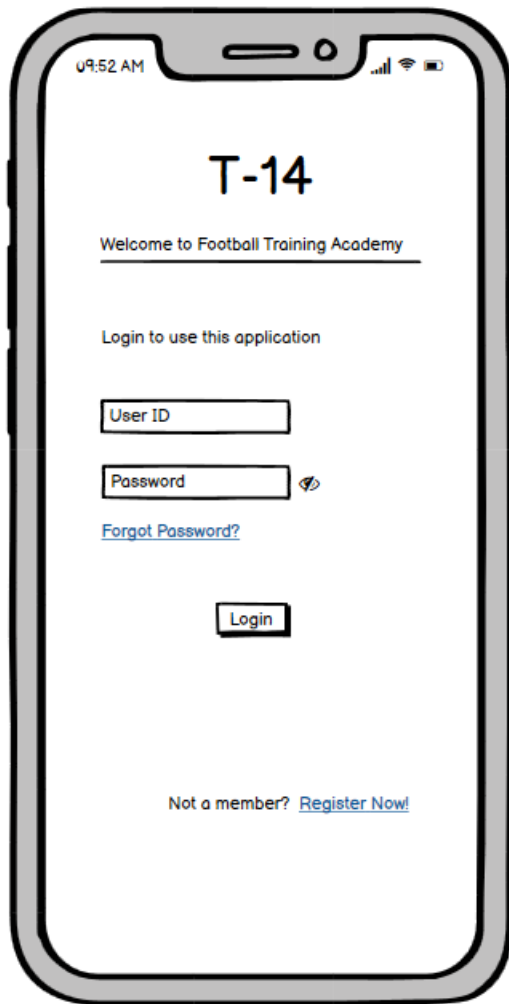 09:52 AM
T-14
Welcome to Football Training Academy
Login to use this application
User ID
Password
Forgot Password?
Login
Not a member? Register Now!